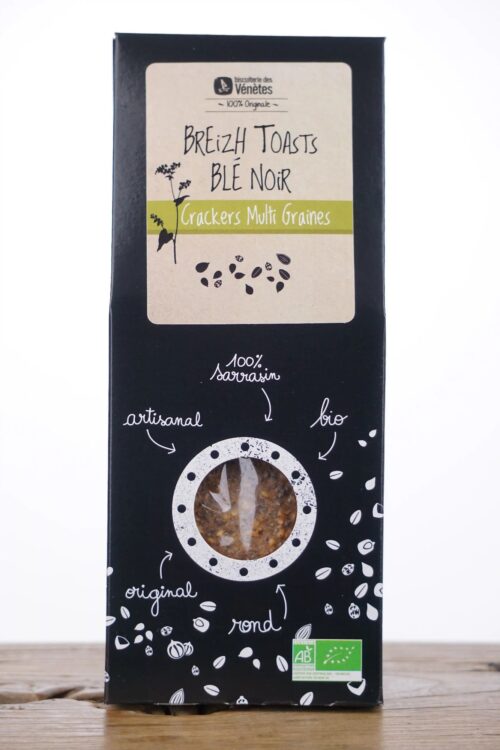 biscuiterie des
Vénètes
100% Originale
BREIZH TOASTS
BLÉ NOIR
Crackers Multi Graines
100%
sarrasin
artisanal
bio
original
rond
AB